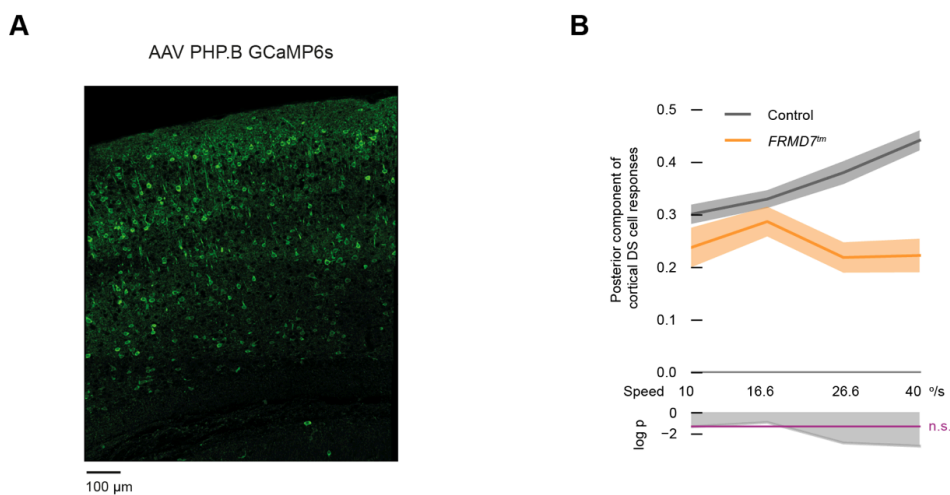 A
AAV PHP.B GCaMP6s
100 µm
B
Posterior component of
cortical DS cell responses
0.5
0.4
0.3
0.2
0.1
0.0
Control
FRMD7tm
Speed 10 16.6 26.6 40 º/s
log p
0
−2
n.s.